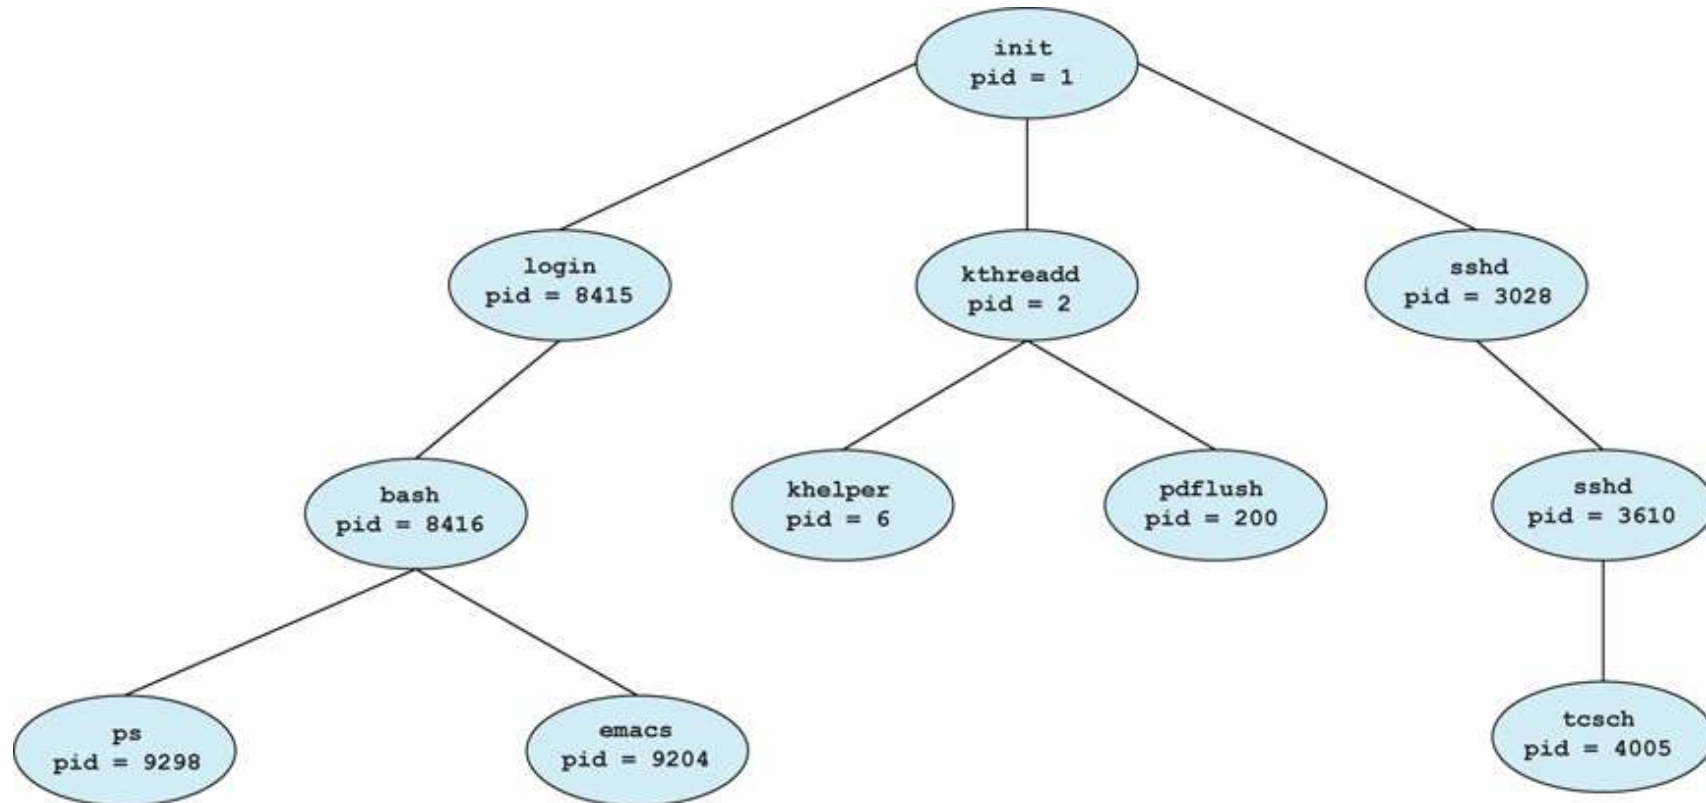 init
pid = 1
login
pid = 8415
kthreadd
pid = 2
sshd
pid = 3028
bash
pid = 8416
khelper
pid = 6
pdflush
pid = 200
sshd
pid = 3610
ps
pid = 9298
emacs
pid = 9204
tcsch
pid = 4005